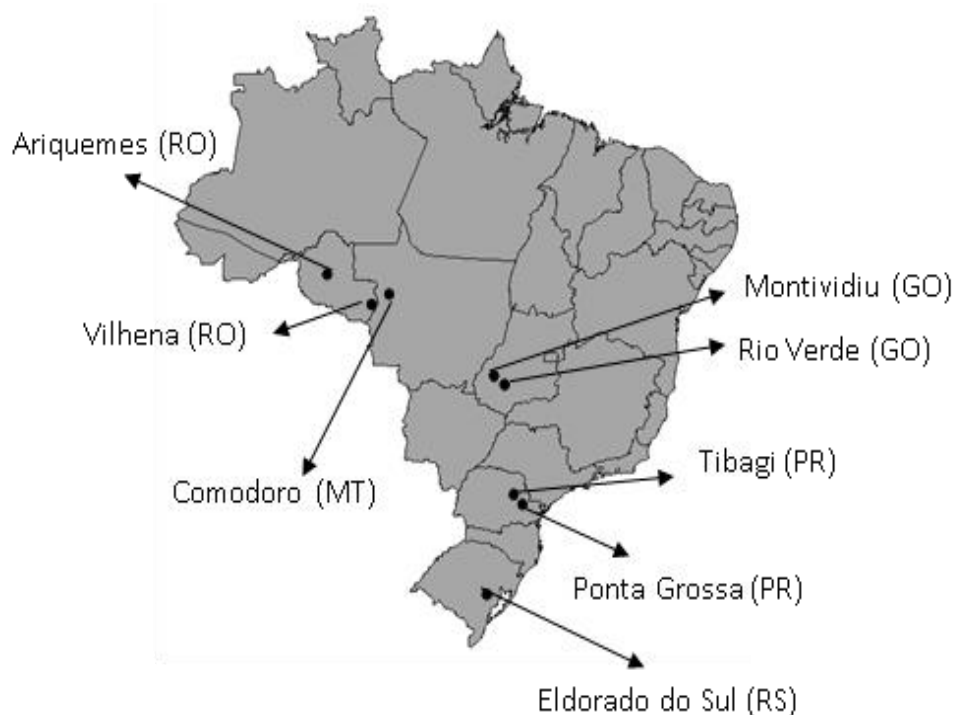 Ariquemes (RO)
Montividiu (GO)
Vilhena (RO)
Rio Verde (GO)
Tibagi (PR)
Comodoro (MT)
Ponta Grossa (PR)
Eldorado do Sul (RS)